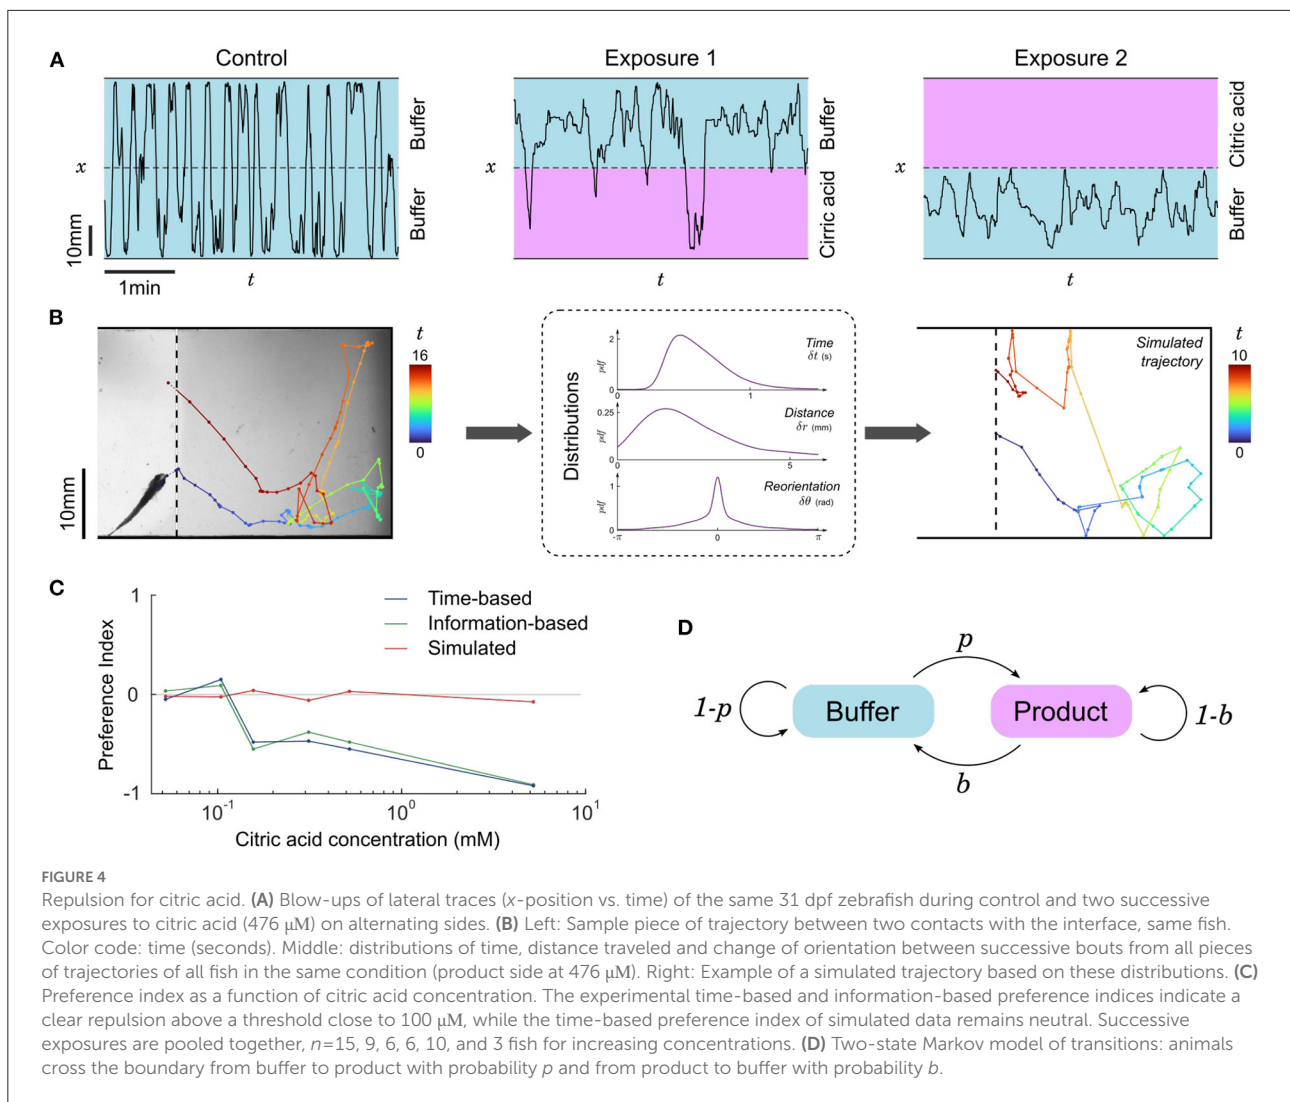 A
Control
Exposure 1
Exposure 2
x
Buffer
Buffer
10mm
1min
t
x
Buffer
Cirric acid
t
x
Citric acid
Buffer
t
B
10mm
t
16
0
Distributions
2
pdf
0
0
1
Time
δt (s)
0.25
pdf
0
0
5
Distance
δr (mm)
1
pdf
0
-π
0
π
Reorientation
δθ (rad)
Simulated
trajectory
t
10
0
C
Preference Index
1
0
-1
Time-based
Information-based
Simulated
10⁻¹
10⁰
10¹
Citric acid concentration (mM)
D
p
1-p
Buffer
Product
1-b
b
FIGURE 4
Repulsion for citric acid. (A) Blow-ups of lateral traces (x-position vs. time) of the same 31 dpf zebrafish during control and two successive
exposures to citric acid (476 μM) on alternating sides. (B) Left: Sample piece of trajectory between two contacts with the interface, same fish.
Color code: time (seconds). Middle: distributions of time, distance traveled and change of orientation between successive bouts from all pieces
of trajectories of all fish in the same condition (product side at 476 μM). Right: Example of a simulated trajectory based on these distributions. (C)
Preference index as a function of citric acid concentration. The experimental time-based and information-based preference indices indicate a
clear repulsion above a threshold close to 100 μM, while the time-based preference index of simulated data remains neutral. Successive
exposures are pooled together, n=15, 9, 6, 6, 10, and 3 fish for increasing concentrations. (D) Two-state Markov model of transitions: animals
cross the boundary from buffer to product with probability p and from product to buffer with probability b.